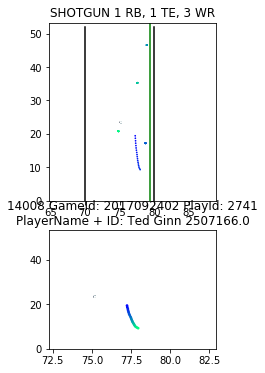 SHOTGUN 1 RB, 1 TE, 3 WR
50
40
30
20
10
0
65 70 75 80 85
14008 GameId: 2017092402 PlayId: 2741
PlayerName + ID: Ted Ginn 2507166.0
40
20
0
72.5 75.0 77.5 80.0 82.5